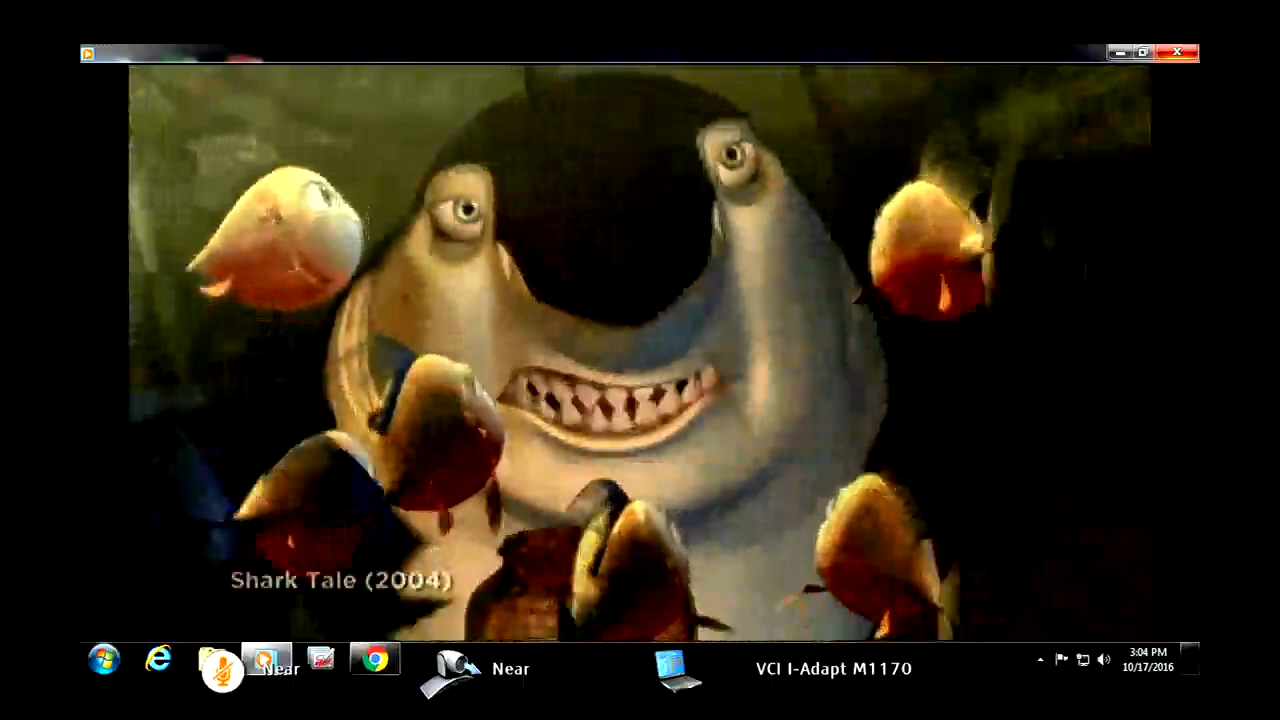 Shark Tale (2004)
Near
Near
VCI I-Adapt M1170
3:04 PM
10/17/2016